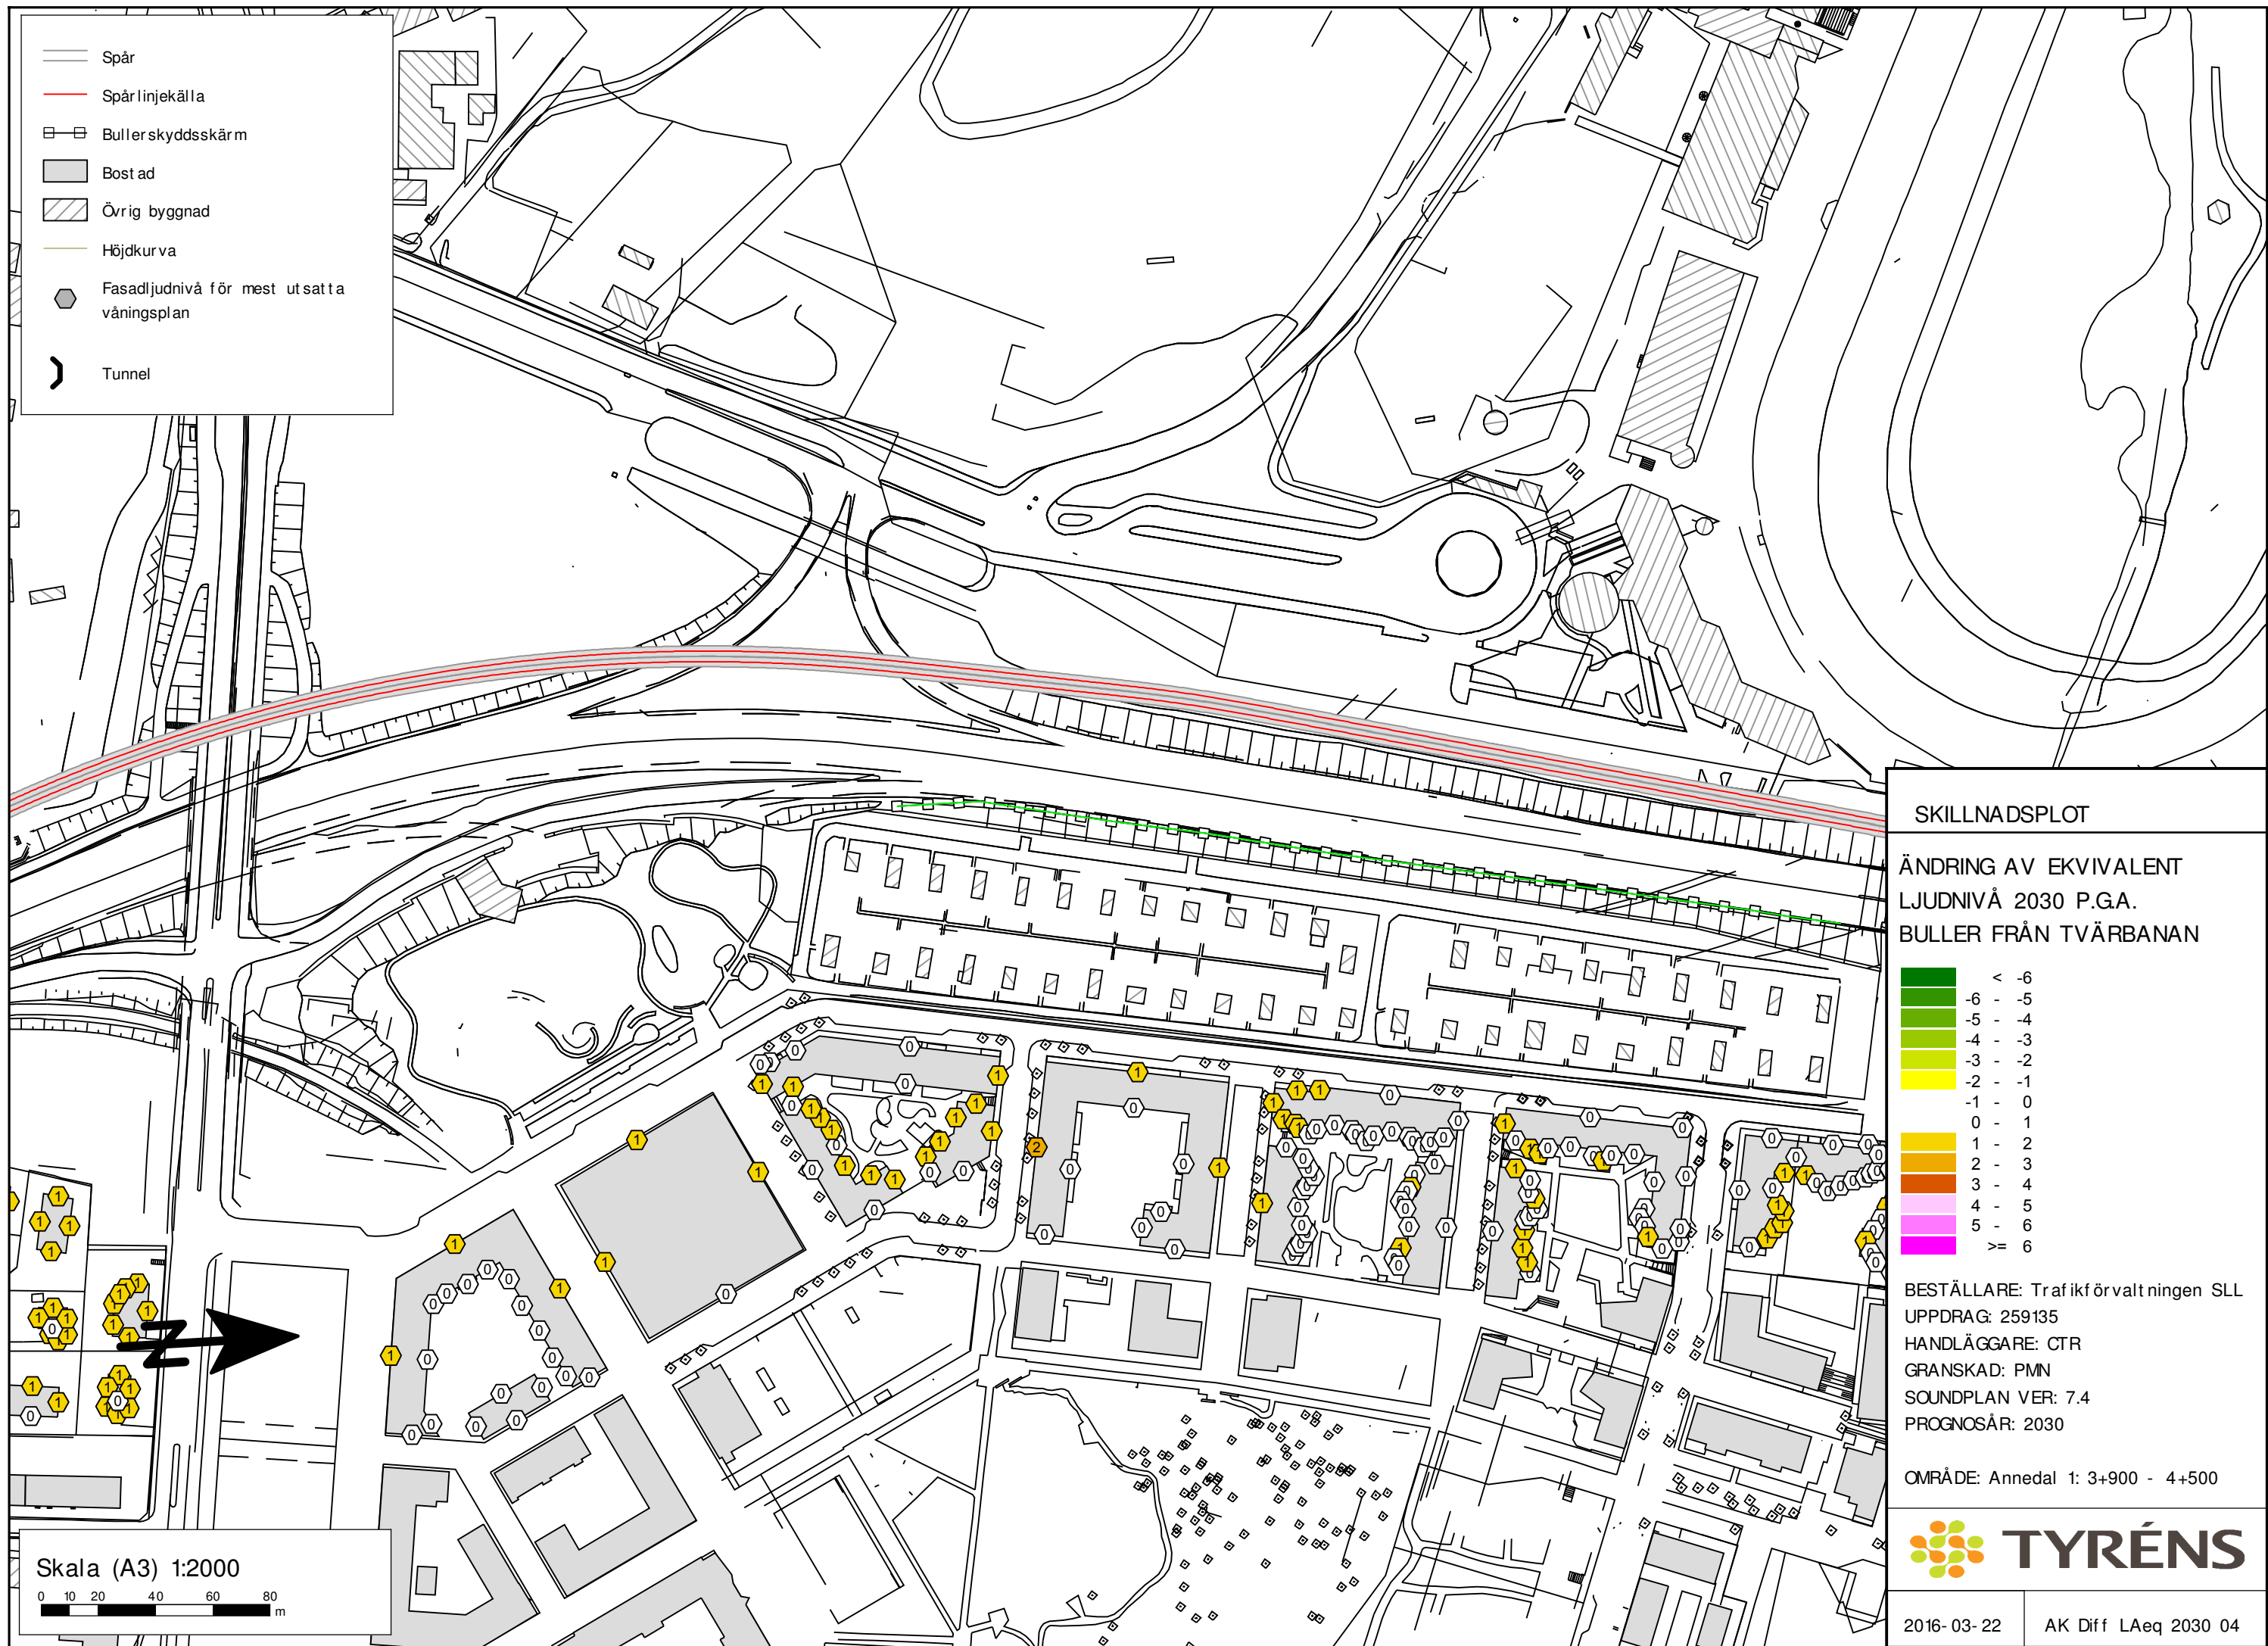 Spår
Spårlinjekälla
Bullerskyddsskärm
Bostad
Övrig byggnad
Höjdkurva
Fasadljudnivå för mest utsatta
våningsplan
Tunnel
SKILLNADSPLOT
ÄNDRING AV EKVIVALENT
LJUDNIVÅ 2030 P.G.A.
BULLER FRÅN TVÄRBANAN
< -6
-6 - -5
-5 - -4
-4 - -3
-3 - -2
-2 - -1
-1 - 0
0 - 1
1 - 2
2 - 3
3 - 4
4 - 5
5 - 6
>= 6
BESTÄLLARE: Trafikförvaltningen SLL
UPPDRAG: 259135
HANDLÄGGARE: CTR
GRANSKAD: PMN
SOUNDPLAN VER: 7.4
PROGNOSÅR: 2030
OMRÅDE: Annedal 1: 3+900 - 4+500
TYRÉNS
2016-03-22
AK Diff LAeq 2030 04
Skala (A3) 1:2000
0 10 20 40 60 80
m